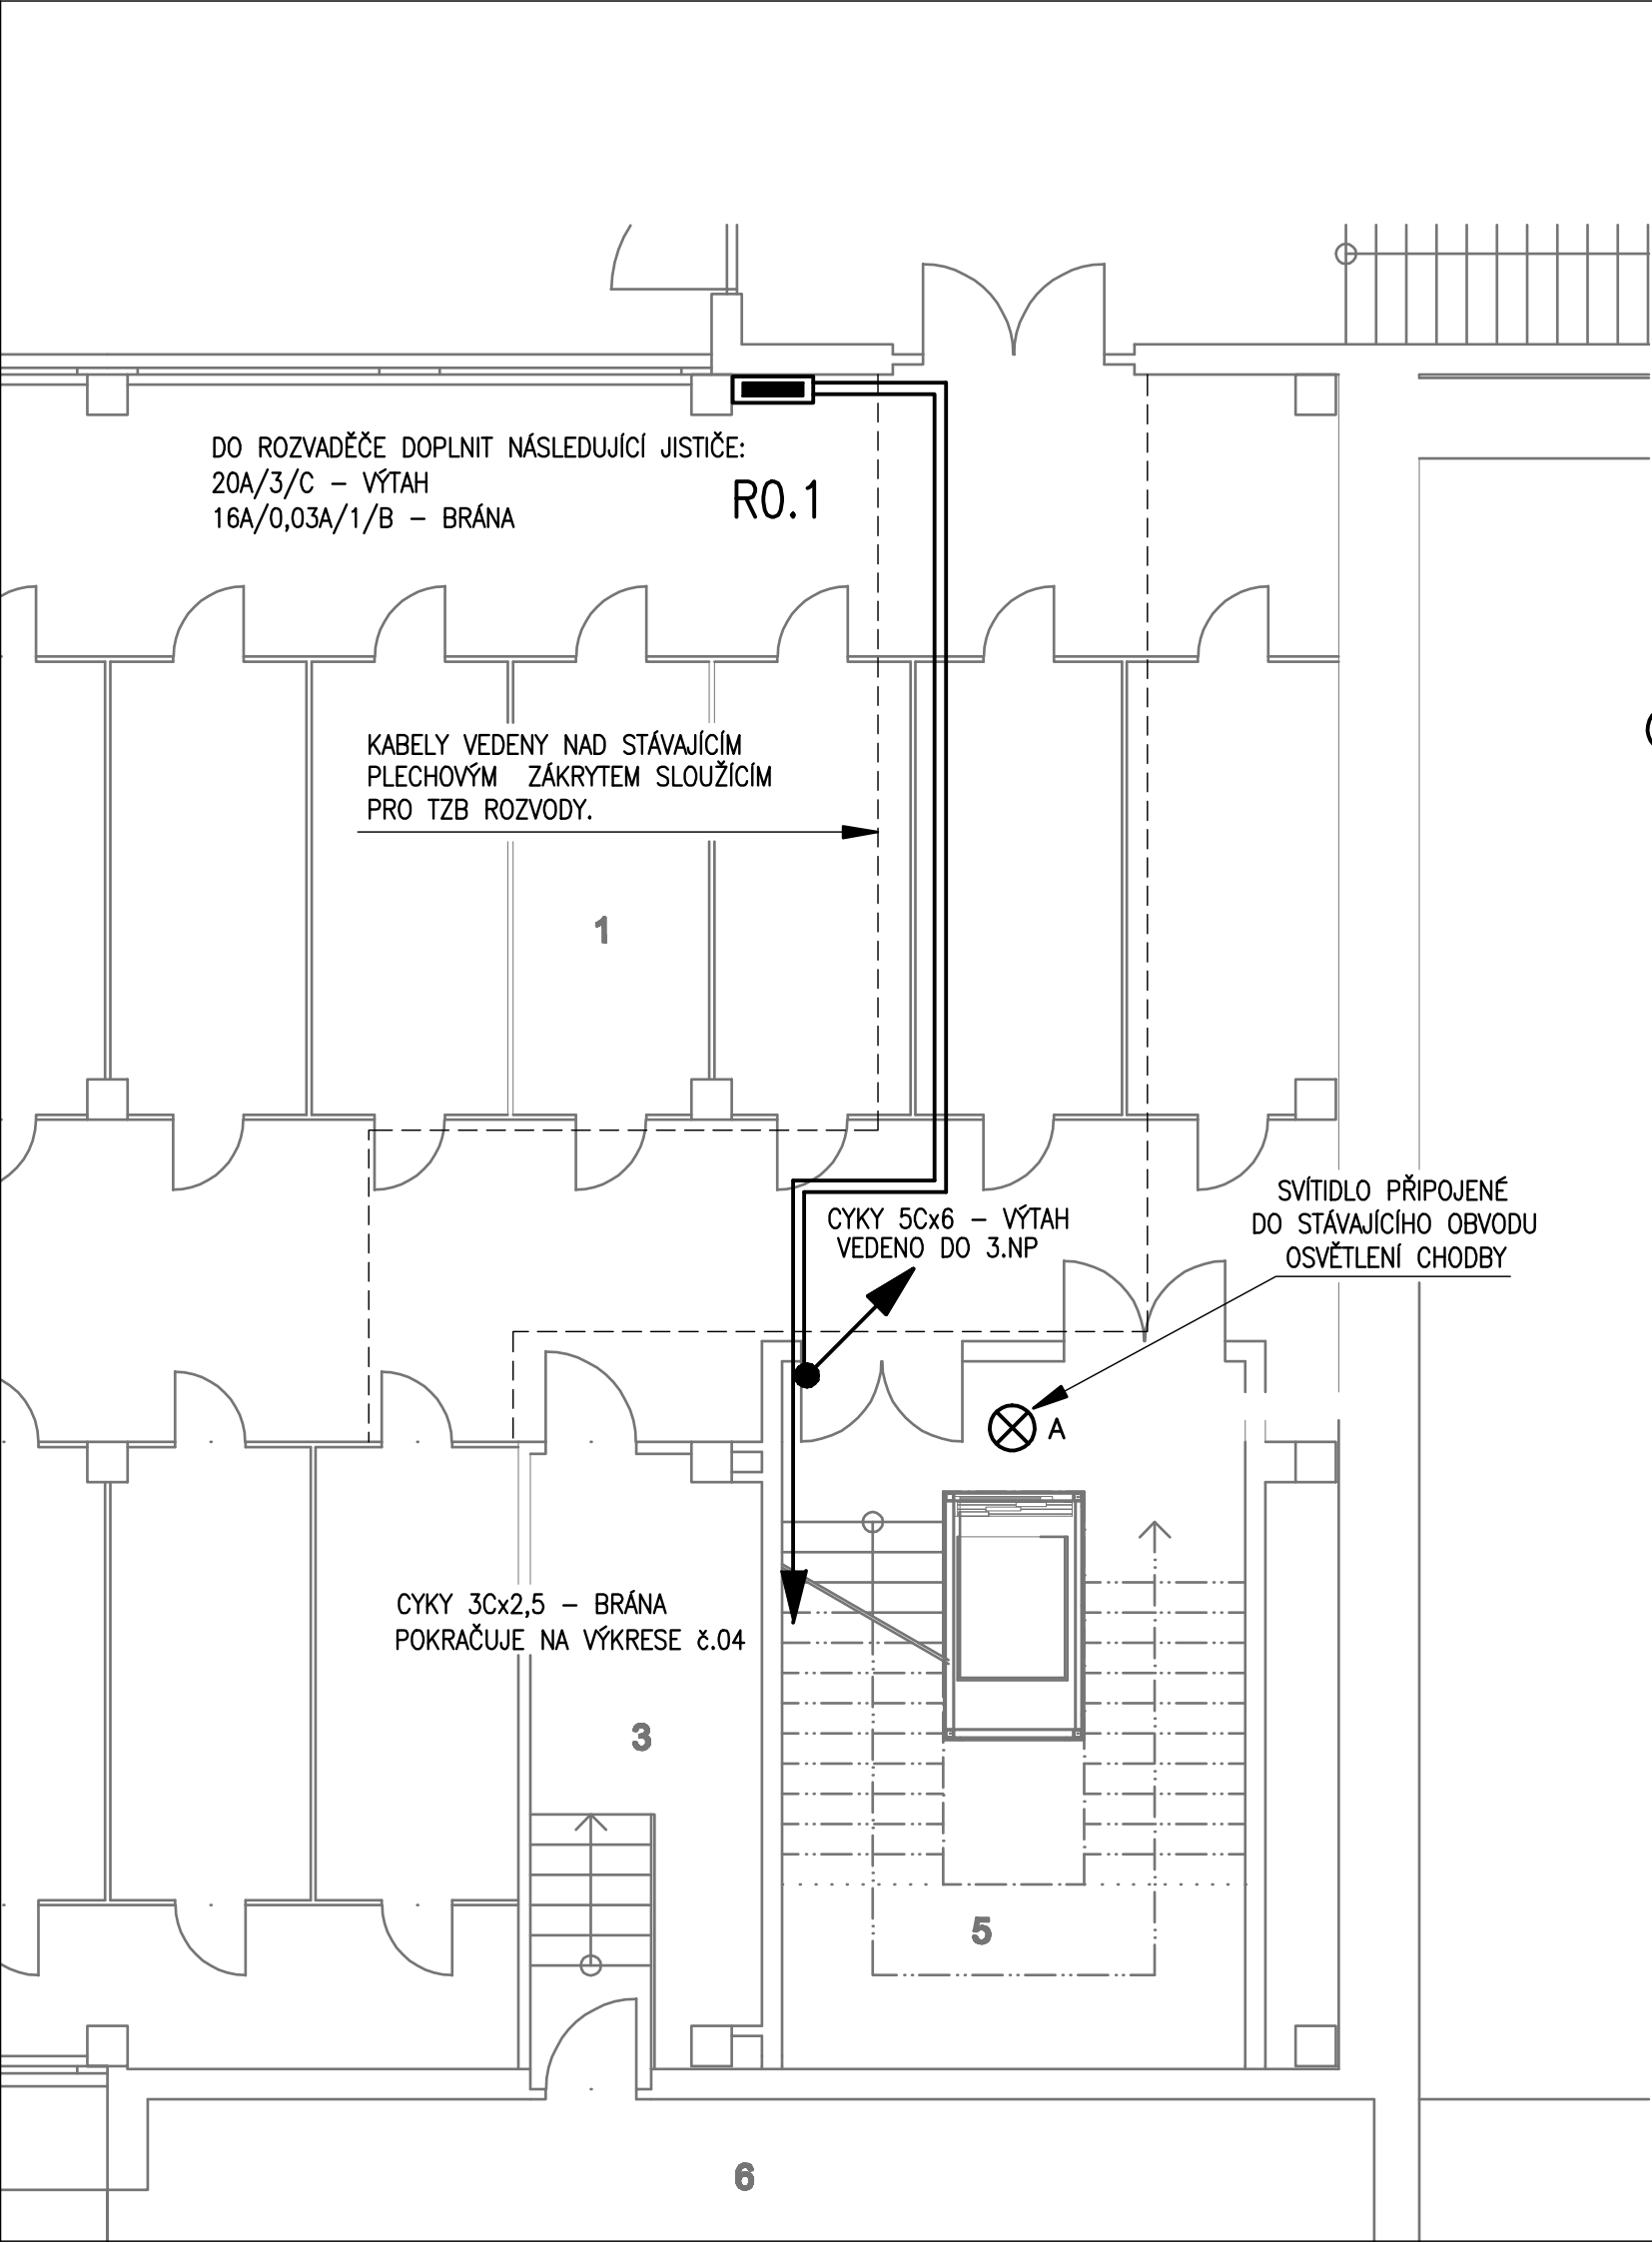 DO ROZVADĚČE DOPLNIT NÁSLEDUJÍCÍ JISTIČE:
20A/3/C – VÝTAH
16A/0,03A/1/B – BRÁNA
R0.1
KABELY VEDENY NAD STÁVAJÍCÍM
PLECHOVÝM ZÁKRYTEM SLOUŽÍCÍM
PRO TZB ROZVODY.
1
SVÍTIDLO PŘIPOJENÉ
DO STÁVAJÍCÍHO OBVODU
OSVĚTLENÍ CHODBY
CYKY 5Cx6 – VÝTAH
VEDENO DO 3.NP
A
CYKY 3Cx2,5 – BRÁNA
POKRAČUJE NA VÝKRESE č.04
3
5
6